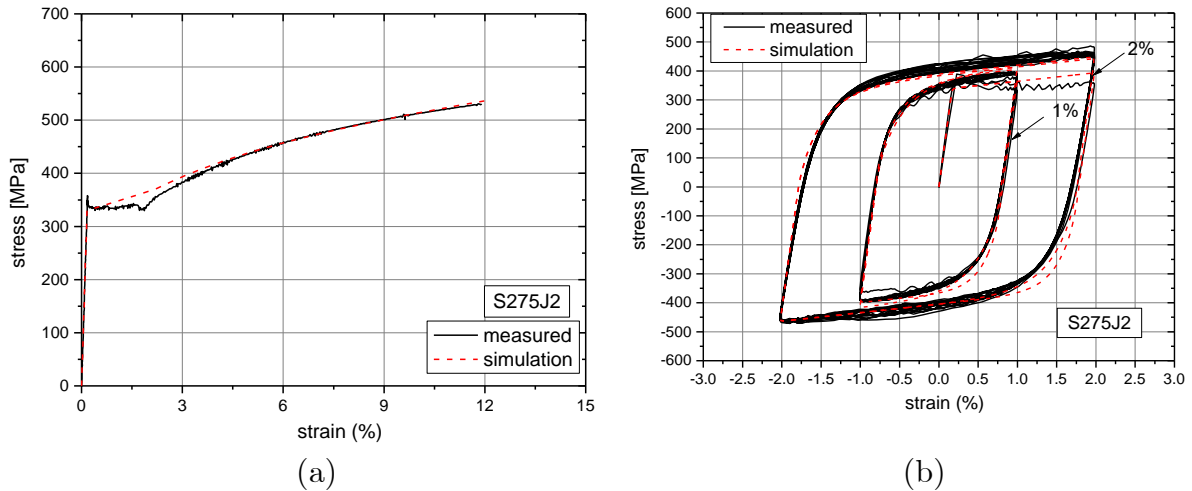 700
600
500
400
300
200
100
0
0 3 6 9 12 15
stress [MPa]
strain (%)
S275J2
measured
simulation
(a)
600
500
400
300
200
100
0
-100
-200
-300
-400
-500
-600
-3.0 -2.5 -2.0 -1.5 -1.0 -0.5 0.0 0.5 1.0 1.5 2.0 2.5 3.0
stress [MPa]
strain (%)
measured
simulation
2%
1%
S275J2
(b)